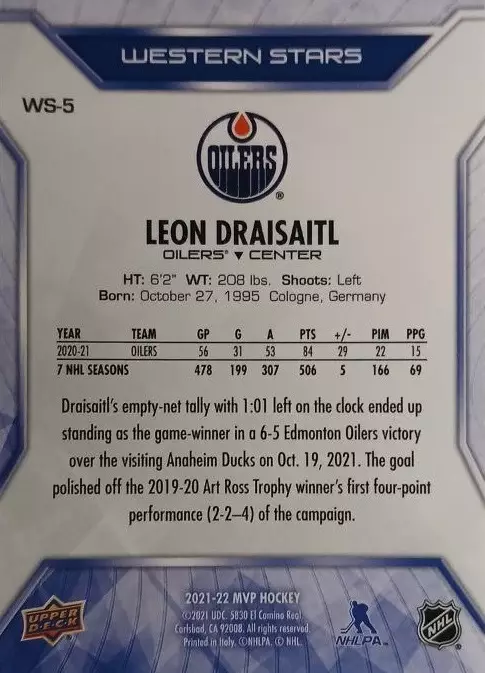 WESTERN STARS
WS-5
OILERS
®
LEON DRAISAITL
OILERS® ▼ CENTER
HT: 6'2" WT: 208 lbs. Shoots: Left
Born: October 27, 1995 Cologne, Germany
YEAR TEAM GP G A PTS +/- PIM PPG
2020-21 OILERS 56 31 53 84 29 22 15
7 NHL SEASONS 478 199 307 506 5 166 69
Draisaitl's empty-net tally with 1:01 left on the clock ended up
standing as the game-winner in a 6-5 Edmonton Oilers victory
over the visiting Anaheim Ducks on Oct. 19, 2021. The goal
polished off the 2019-20 Art Ross Trophy winner's first four-point
performance (2-2–4) of the campaign.
2021-22 MVP HOCKEY
©2021 UDC. 5830 El Camino Real
Carlsbad, CA 92008. All rights reserved.
Printed in Italy. ©NHLPA. © NHL.
UPPER
D·E·C·K
NHLPA
NHL